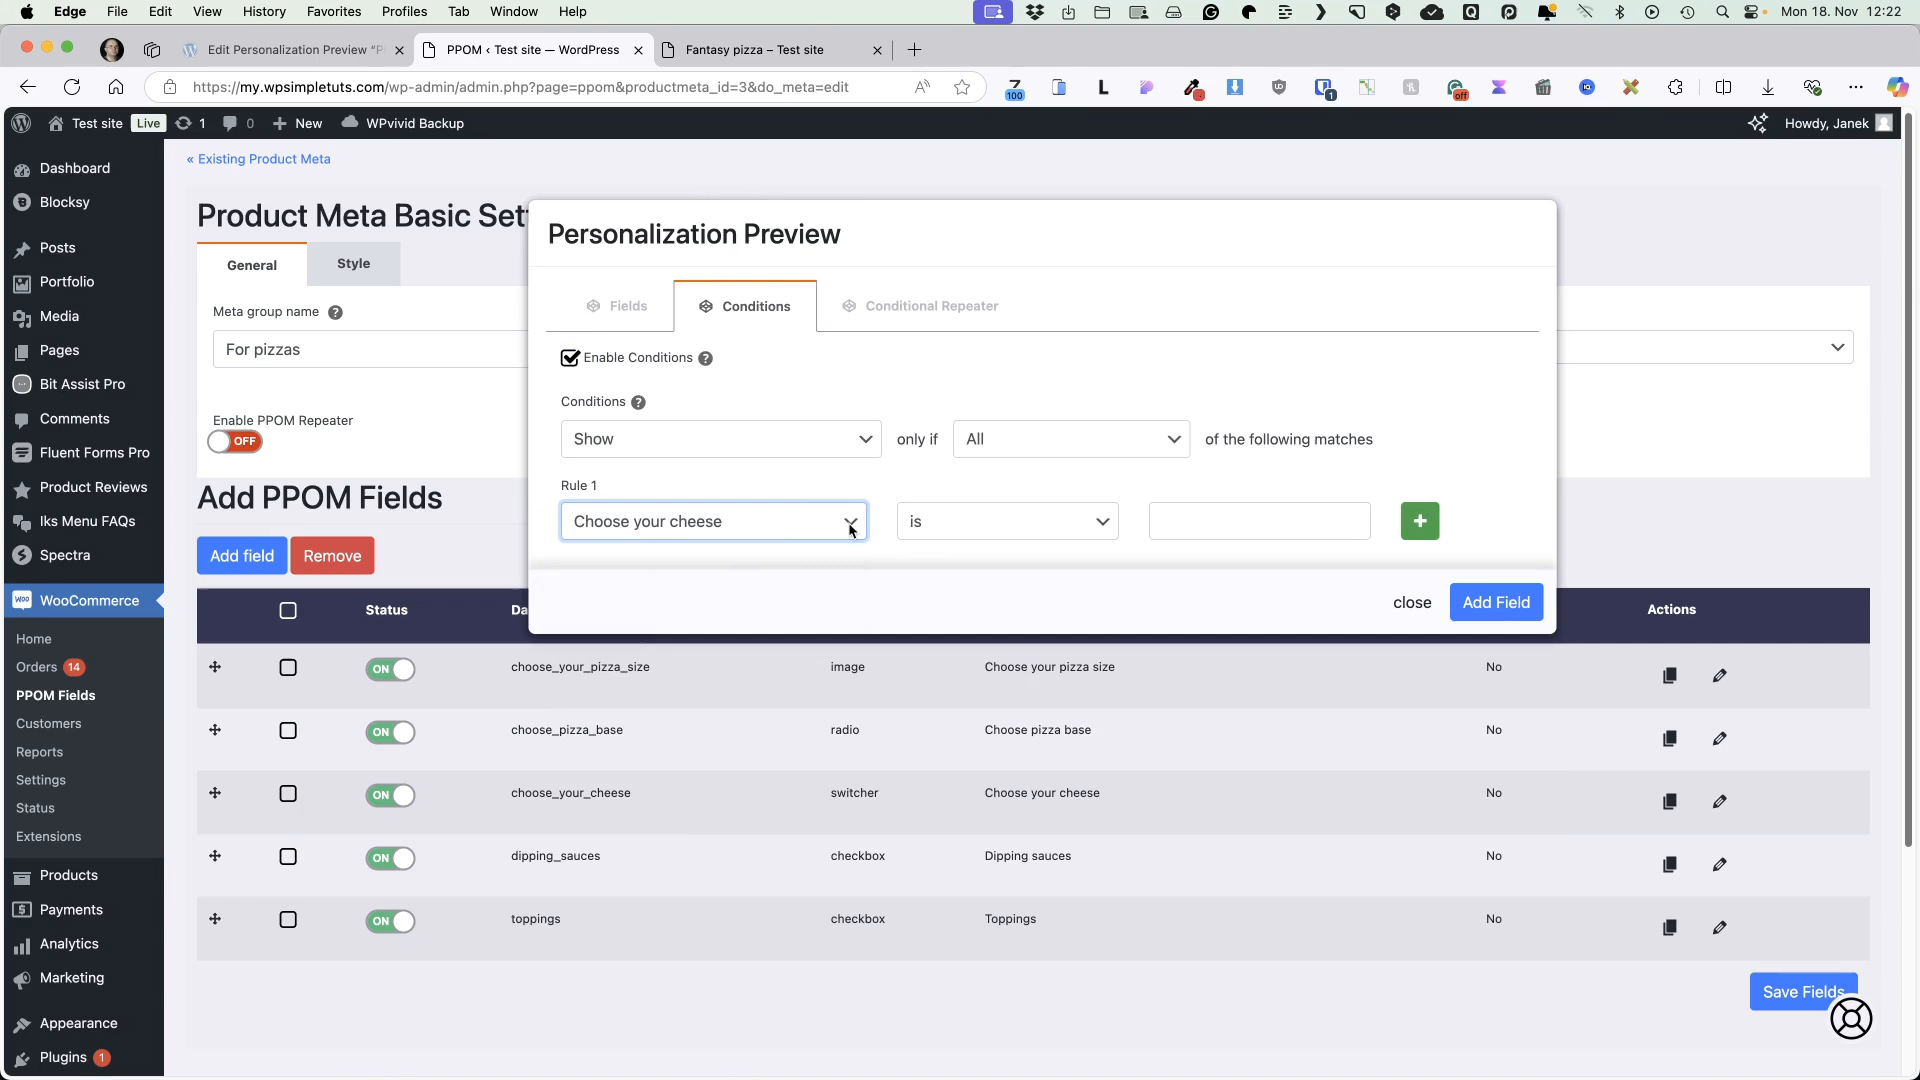 Edge File Edit View History Favorites Profiles Tab Window Help Mon 18. Nov 12:22
Edit Personalization Preview “P PPOM ‹ Test site — WordPress Fantasy pizza – Test site
https://my.wpsimpletuts.com/wp-admin/admin.php?page=ppom&productmeta_id=3&do_meta=edit
100
1
off
Test site Live 1 0 New WPvivid Backup Howdy, Janek
Dashboard
Blocksy
Posts
Portfolio
Media
Pages
Bit Assist Pro
Comments
Fluent Forms Pro
Product Reviews
Iks Menu FAQs
Spectra
WooCommerce
Home
Orders 14
PPOM Fields
Customers
Reports
Settings
Status
Extensions
Products
Payments
Analytics
Marketing
Appearance
Plugins 1
« Existing Product Meta
Product Meta Basic Set
General Style
Meta group name ?
For pizzas
Enable PPOM Repeater
OFF
Add PPOM Fields
Add field Remove
Personalization Preview
Fields Conditions Conditional Repeater
Enable Conditions ?
Conditions ?
Show only if All of the following matches
Rule 1
Choose your cheese is +
close Add Field
Status Da Actions
ON choose_your_pizza_size image Choose your pizza size No
ON choose_pizza_base radio Choose pizza base No
ON choose_your_cheese switcher Choose your cheese No
ON dipping_sauces checkbox Dipping sauces No
ON toppings checkbox Toppings No
Save Fields